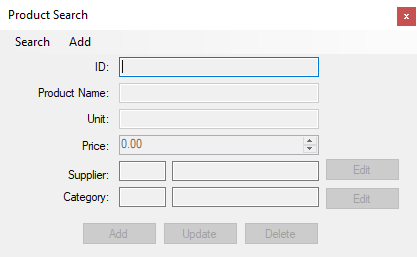 Product Search x
Search Add
ID:
Product Name:
Unit:
Price: 0.00
Supplier: Edit
Category: Edit
Add Update Delete